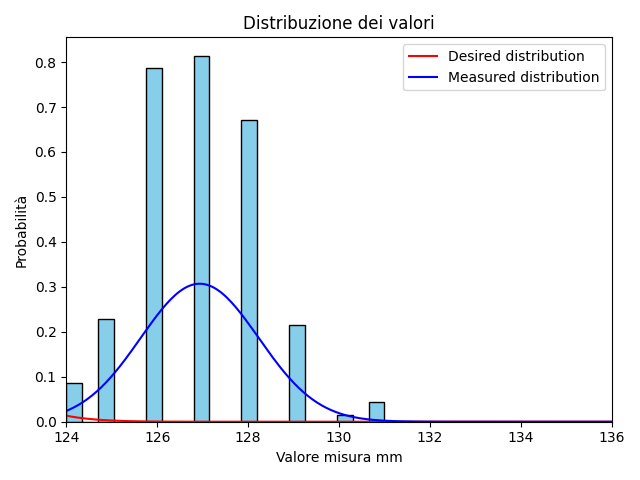 Distribuzione dei valori
Desired distribution
Measured distribution
Probabilità
0.8
0.7
0.6
0.5
0.4
0.3
0.2
0.1
0.0
124 126 128 130 132 134 136
Valore misura mm